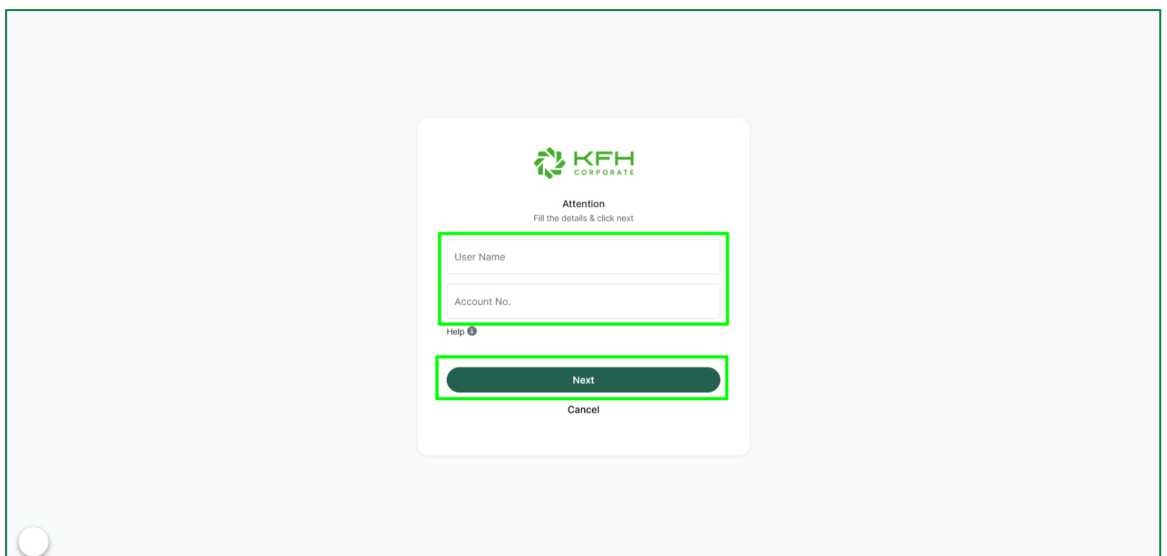 KFH
CORPORATE
Attention
Fill the details & click next
User Name
Account No.
Help
Next
Cancel